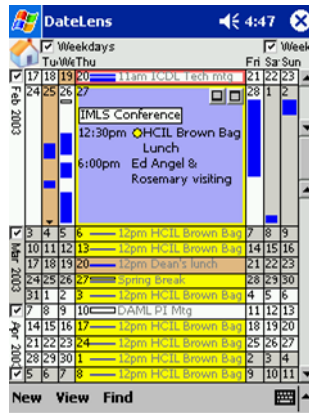 DateLens 4:47
Weekdays Week
Tu We Thu Fri Sa Sun
Feb 2003
17 18 19 20 11am ICDL Tech mtg 21 22 23
24 25 26 27 28 1 2
IMLS Conference
12:30pm HCIL Brown Bag
Lunch
6:00pm Ed Angel &
Rosemary visiting
Mar 2003
3 4 5 6 12pm HCIL Brown Bag 7 8 9
10 11 12 13 12pm HCIL Brown Bag 14 15 16
17 18 19 20 12pm Dean's lunch 21 22 23
24 25 26 27 Spring Break 28 29 30
31 1 2 3 12pm HCIL Brown Bag 4 5 6
Apr 200
7 8 9 10 DAML PI Mtg 11 12 13
14 15 16 17 12pm HCIL Brown Bag 18 19 20
21 22 23 24 12pm HCIL Brown Bag 25 26 27
28 29 30 1 12pm HCIL Brown Bag 2 3 4
5 6 7 8 12pm HCIL Brown Bag 9 10 11
New View Find